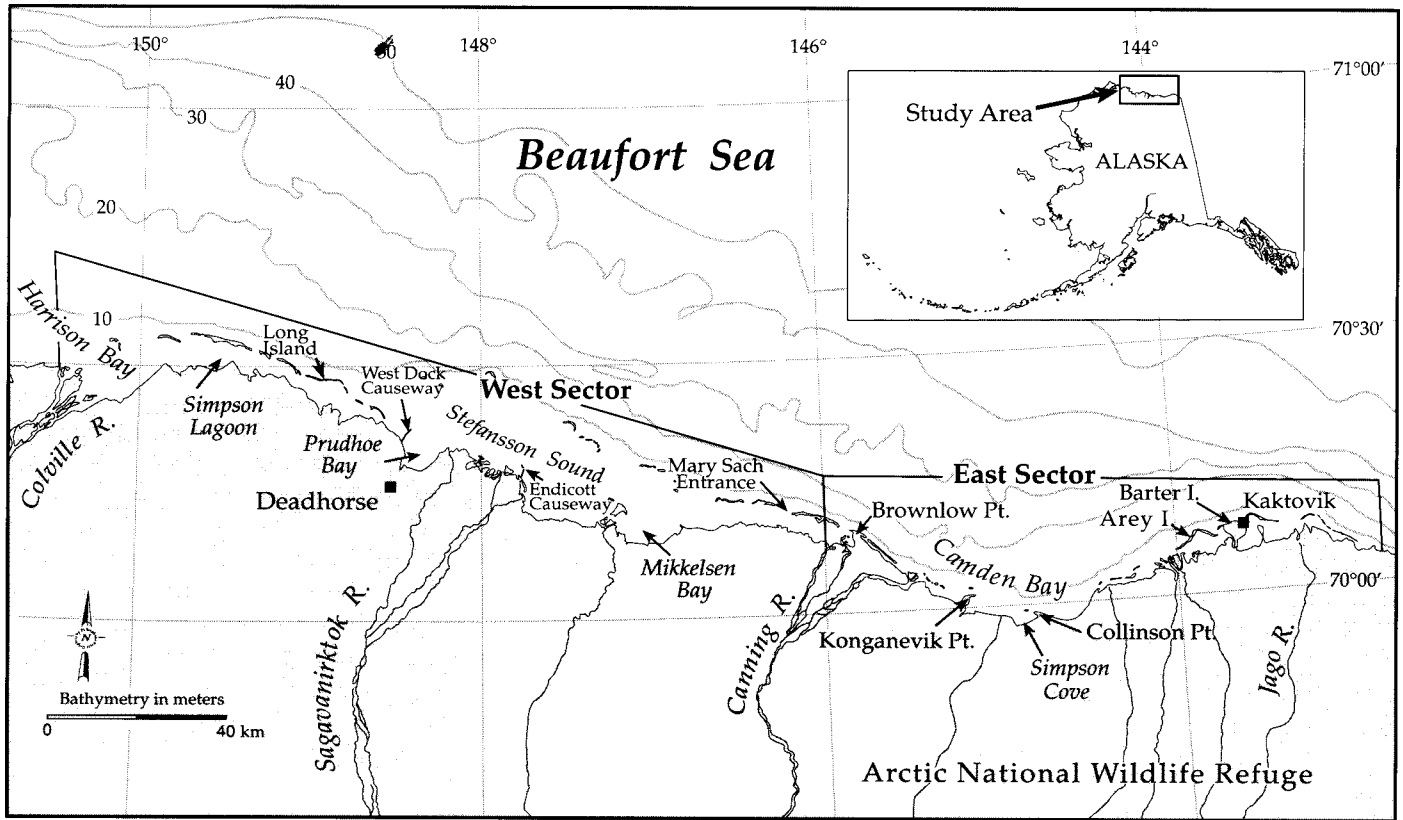 150°
148°
146°
144°
50
40
30
20
10
71°00'
70°30'
70°00'
Study Area
ALASKA
Beaufort Sea
Harrison Bay
Long
Island
West Dock
Causeway
West Sector
Simpson
Lagoon
Colville R.
Prudhoe
Bay
Stefansson Sound
Deadhorse
Endicott
Causeway
Mary Sach
Entrance
East Sector
Brownlow Pt.
Barter I.
Arey I.
Kaktovik
Mikkelsen
Bay
Camden Bay
Sagavanirktok R.
Canning R.
Konganevik Pt.
Collinson Pt.
Simpson
Cove
Jago R.
N
Bathymetry in meters
0
40 km
Arctic National Wildlife Refuge